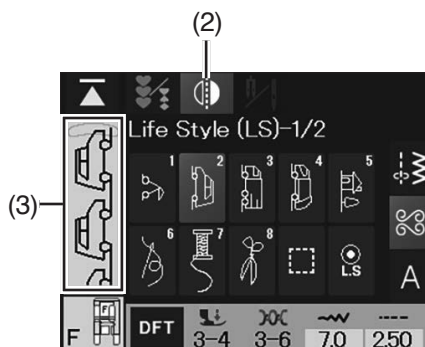 (2)
Life Style (LS)-1/2
1 2 3 4 5
(3)
6 7 8
L.S
A
F DFT 3-4 3-6 7.0 2.50